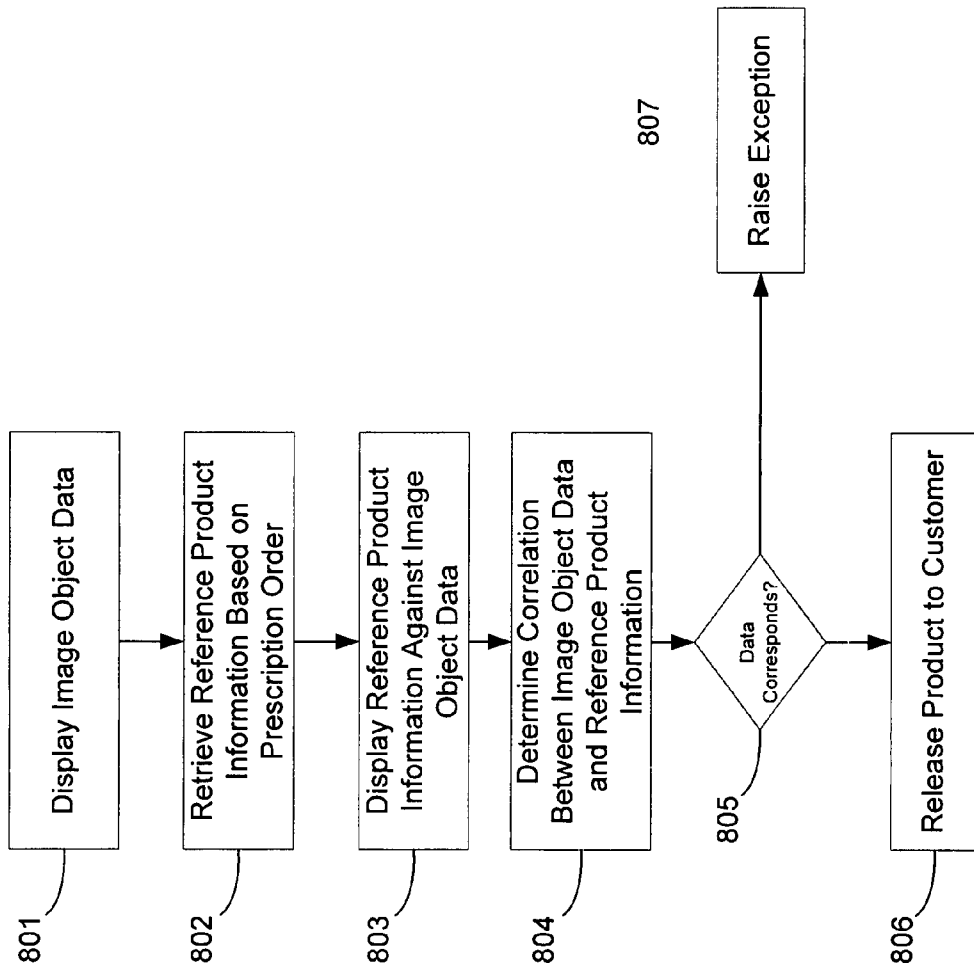 801
Display Image Object Data
802
Retrieve Reference Product
Information Based on
Prescription Order
803
Display Reference Product
Information Against Image
Object Data
804
Determine Correlation
Between Image Object Data
and Reference Product
Information
805
Data
Corresponds?
807
Raise Exception
806
Release Product to Customer